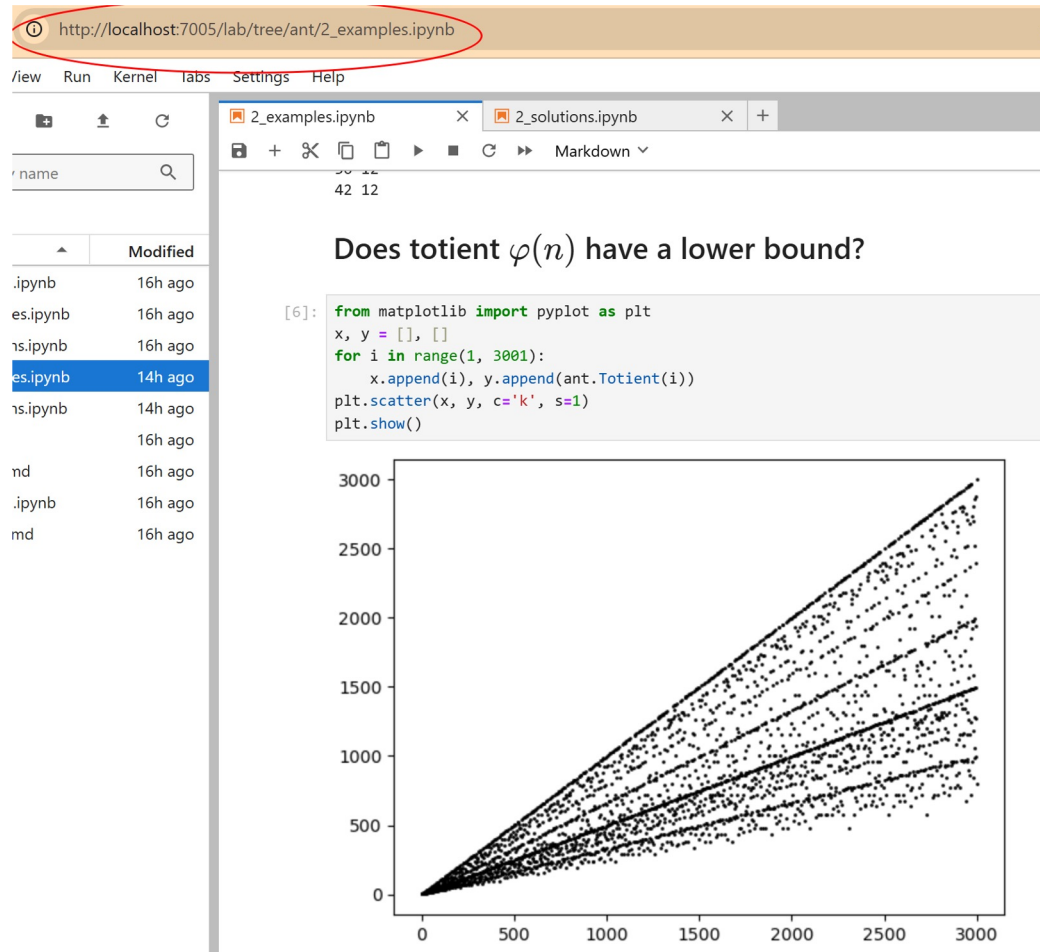 http://localhost:7005/lab/tree/ant/2_examples.ipynb
View Run Kernel Tabs Settings Help
2_examples.ipynb
2_solutions.ipynb
Markdown
name
42 12
Does totient φ(n) have a lower bound?
Modified
.ipynb 16h ago
es.ipynb 16h ago
ns.ipynb 16h ago
es.ipynb 14h ago
ns.ipynb 14h ago
16h ago
md 16h ago
.ipynb 16h ago
md 16h ago
[6]:
from matplotlib import pyplot as plt
x, y = [], []
for i in range(1, 3001):
    x.append(i), y.append(ant.Totient(i))
plt.scatter(x, y, c='k', s=1)
plt.show()
3000
2500
2000
1500
1000
500
0
0 500 1000 1500 2000 2500 3000